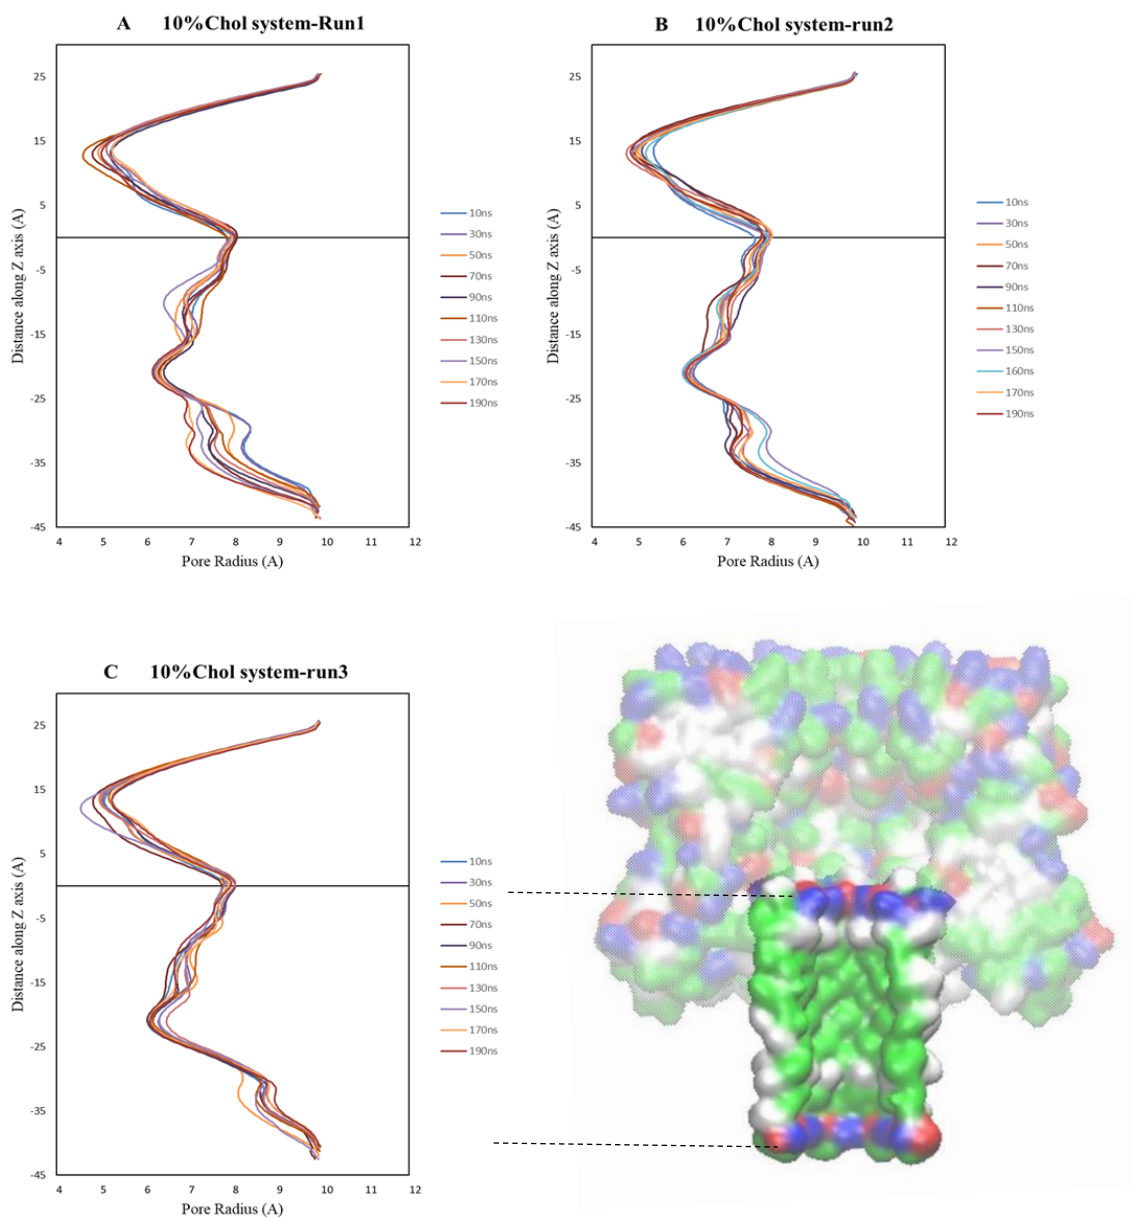 A 10%Chol system-Run1
25
15
5
-5
-15
-25
-35
-45
4 5 6 7 8 9 10 11 12
Distance along Z axis (A)
Pore Radius (A)
10ns
30ns
50ns
70ns
90ns
110ns
130ns
150ns
170ns
190ns
B 10%Chol system-run2
25
15
5
-5
-15
-25
-35
-45
4 5 6 7 8 9 10 11 12
Distance along Z axis (A)
Pore Radius (A)
10ns
30ns
50ns
70ns
90ns
110ns
130ns
150ns
160ns
170ns
190ns
C 10%Chol system-run3
25
15
5
-5
-15
-25
-35
-45
4 5 6 7 8 9 10 11 12
Distance along Z axis (A)
Pore Radius (A)
10ns
30ns
50ns
70ns
90ns
110ns
130ns
150ns
170ns
190ns